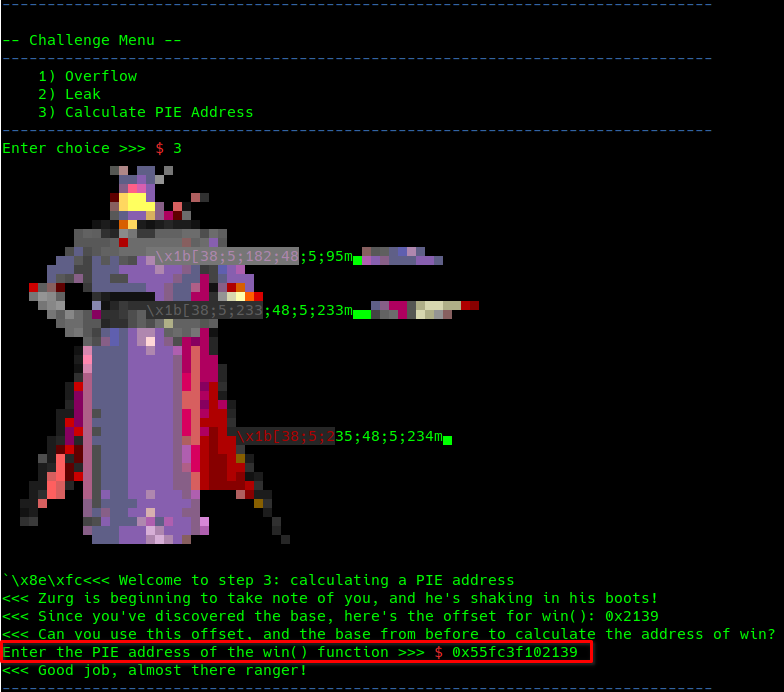 --------------------------------------------------------------------------------
-- Challenge Menu --
--------------------------------------------------------------------------------
    1) Overflow
    2) Leak
    3) Calculate PIE Address
--------------------------------------------------------------------------------
Enter choice >>> $ 3
\x1b[38;5;182;48;5;95m
\x1b[38;5;233;48;5;233m
\x1b[38;5;235;48;5;234m
`\x8e\xfc<<< Welcome to step 3: calculating a PIE address
<<< Zurg is beginning to take note of you, and he's shaking in his boots!
<<< Since you've discovered the base, here's the offset for win(): 0x2139
<<< Can you use this offset, and the base from before to calculate the address of win?
Enter the PIE address of the win() function >>> $ 0x55fc3f102139
<<< Good job, almost there ranger!
--------------------------------------------------------------------------------